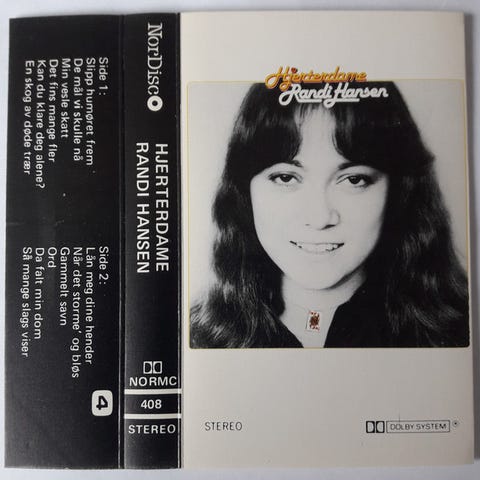 Side 1:
Slipp humøret frem
De mål vi skulle nå
Min vesle skatt
Det fins mange fler
Kan du klare deg alene?
En skog av døde trær
Side 2:
Lån meg dine hender
Når det storme' og bløs
Gammelt savn
Ord
Da falt min dom
Så mange slags viser
4
NorDisco
HJERTERDAME
RANDI HANSEN
NORMC
408
STEREO
Hjerterdame
Randi Hansen
STEREO
DOLBY SYSTEM ®